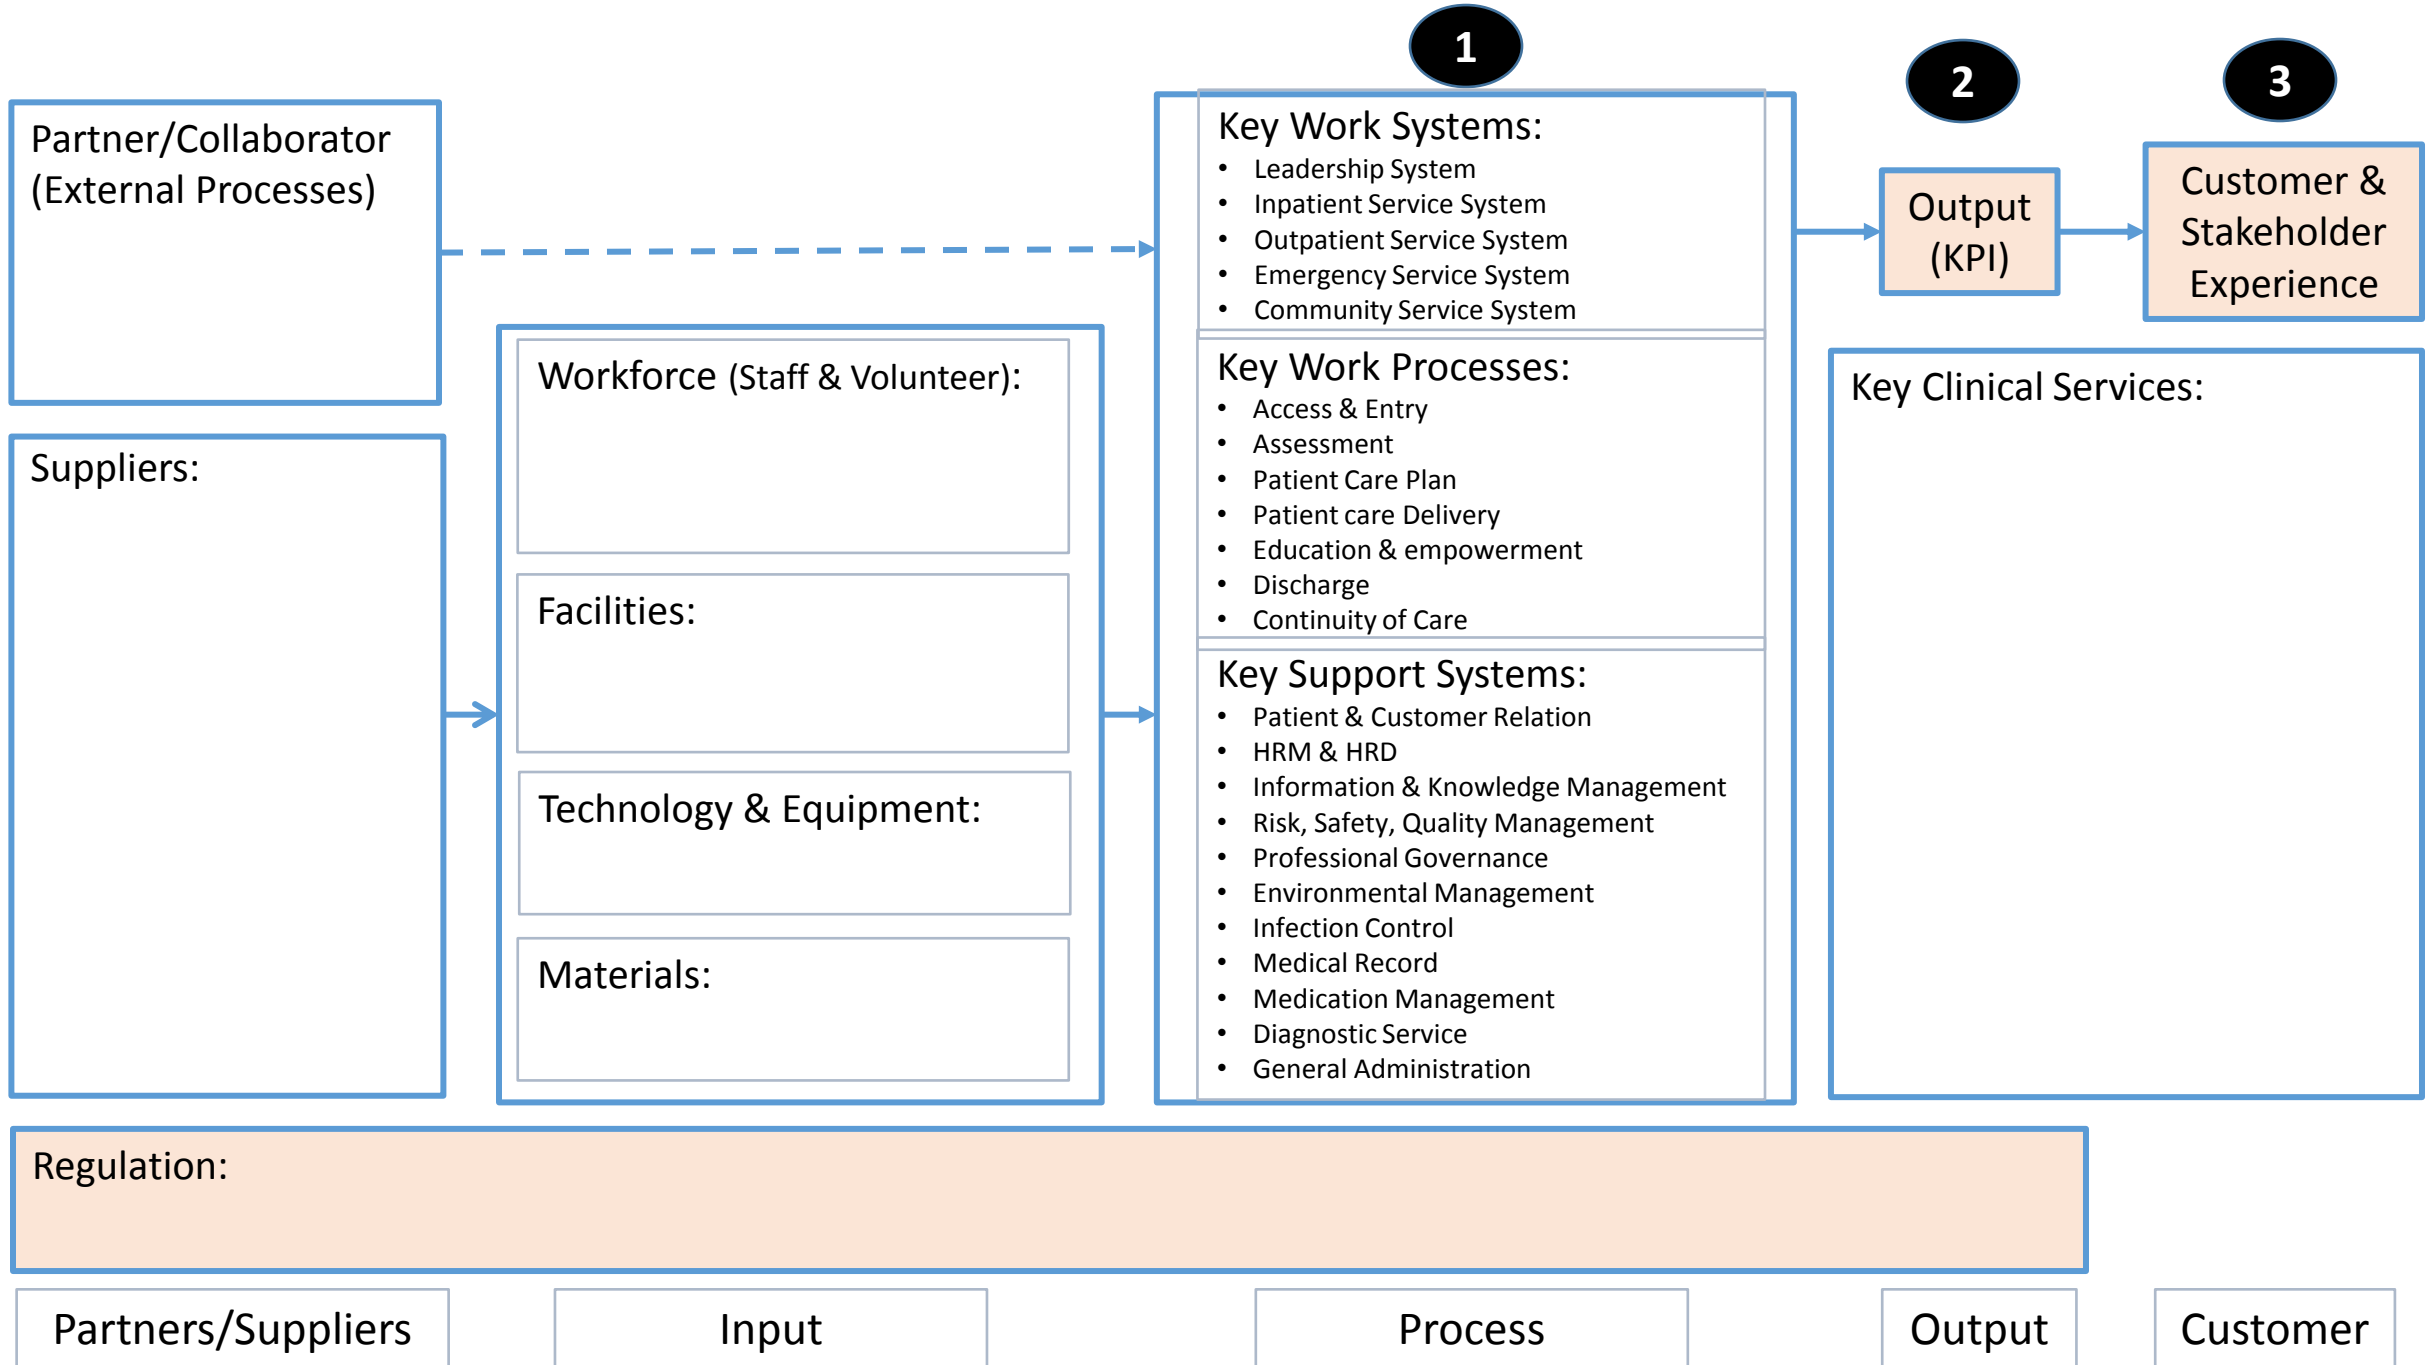 1
2
3
Partner/Collaborator
(External Processes)
Suppliers:
Workforce (Staff & Volunteer):
Facilities:
Technology & Equipment:
Materials:
Key Work Systems:
• Leadership System
• Inpatient Service System
• Outpatient Service System
• Emergency Service System
• Community Service System
Key Work Processes:
• Access & Entry
• Assessment
• Patient Care Plan
• Patient care Delivery
• Education & empowerment
• Discharge
• Continuity of Care
Key Support Systems:
• Patient & Customer Relation
• HRM & HRD
• Information & Knowledge Management
• Risk, Safety, Quality Management
• Professional Governance
• Environmental Management
• Infection Control
• Medical Record
• Medication Management
• Diagnostic Service
• General Administration
Output
(KPI)
Customer &
Stakeholder
Experience
Key Clinical Services:
Regulation:
Partners/Suppliers
Input
Process
Output
Customer